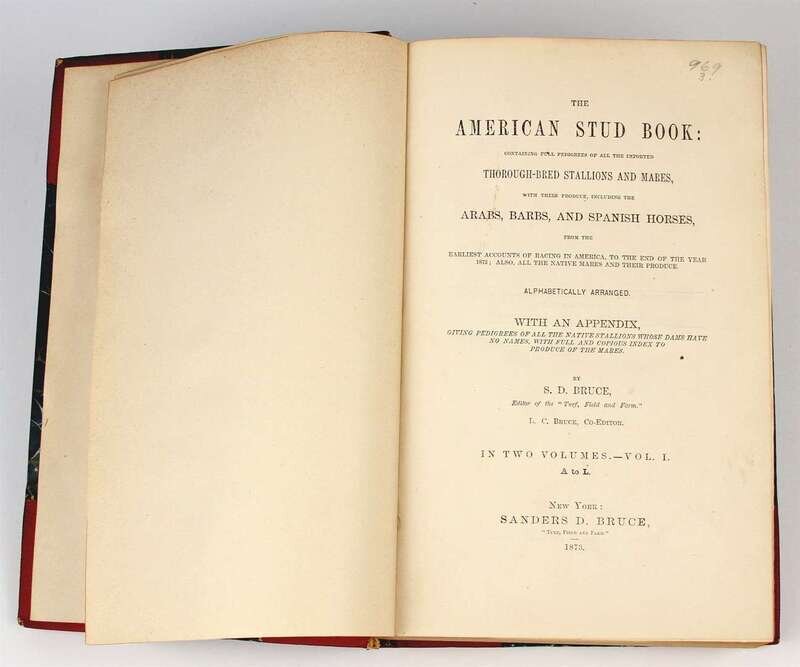 969
3.
THE
AMERICAN STUD BOOK:
CONTAINING FULL PEDIGREES OF ALL THE IMPORTED
THOROUGH-BRED STALLIONS AND MARES,
WITH THEIR PRODUCE, INCLUDING THE
ARABS, BARBS, AND SPANISH HORSES,
FROM THE
EARLIEST ACCOUNTS OF RACING IN AMERICA, TO THE END OF THE YEAR
1872; ALSO, ALL THE NATIVE MARES AND THEIR PRODUCE.
ALPHABETICALLY ARRANGED.
WITH AN APPENDIX,
GIVING PEDIGREES OF ALL THE NATIVE STALLIONS WHOSE DAMS HAVE
NO NAMES, WITH FULL AND COPIOUS INDEX TO
PRODUCE OF THE MARES.
BY
S. D. BRUCE,
Editor of the "Turf, Field and Farm."
L. C. BRUCE, CO-EDITOR.
IN TWO VOLUMES.—VOL. I.
A to L.
NEW YORK:
SANDERS D. BRUCE,
"TURF, FIELD AND FARM."
1873.